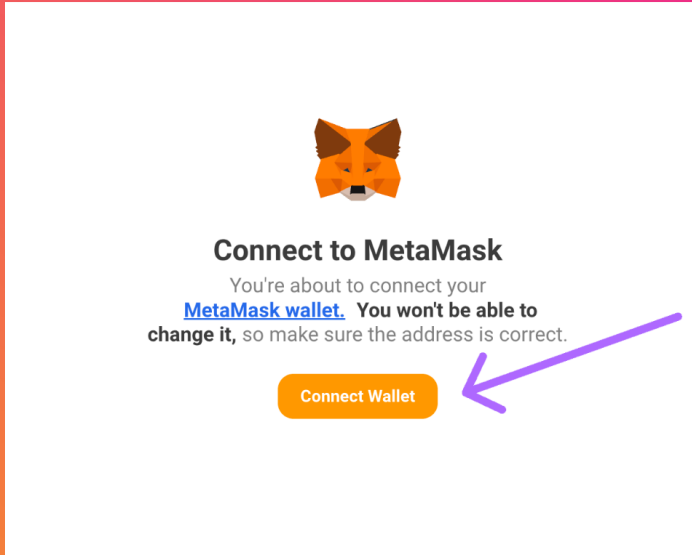 Connect to MetaMask
You're about to connect your
MetaMask wallet. You won't be able to
change it, so make sure the address is correct.
Connect Wallet